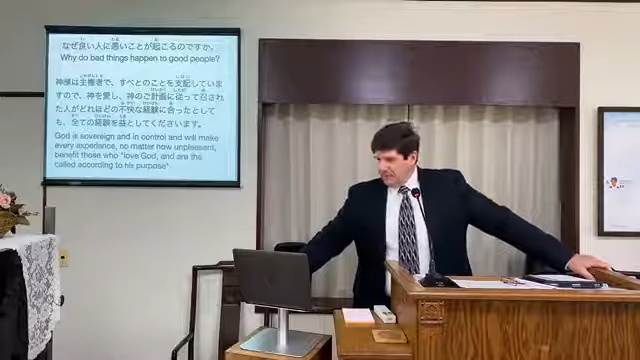 なぜ良い人に悪いことが起こるのですか。
Why do bad things happen to good people?
神様は主権者で、すべとのことを支配していま
すので、神を愛し、神のご計画に従って召され
た人がどれほどの不快な経験に合ったとして
も、全ての経験を益としてくださいます。
God is sovereign and in control and will make
every experience, no matter how unpleasant,
benefit those who "love God, and are the
called according to his purpose"